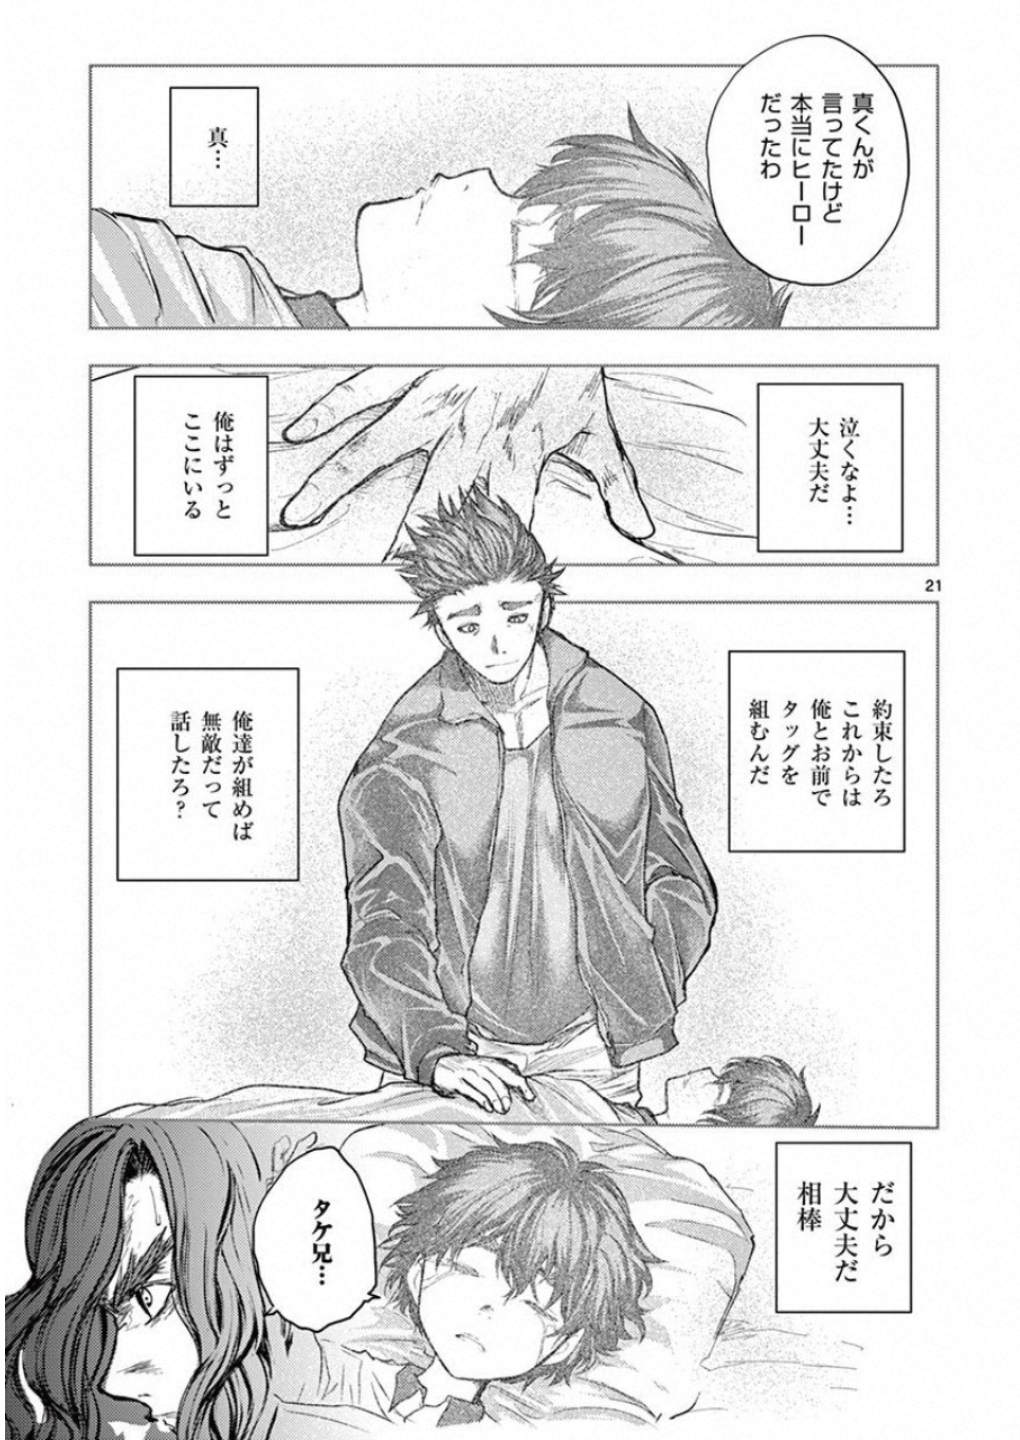 真くんが
言ってたけど
本当にヒーロー
だったわ
真…
泣くなよ…
大丈夫だ
俺はずっと
ここにいる
21
約束したろ
これからは
俺とお前で
タッグを
組むんだ
俺達が組めば
無敵だって
話したろ?
だから
大丈夫だ
相棒
タケ兄…